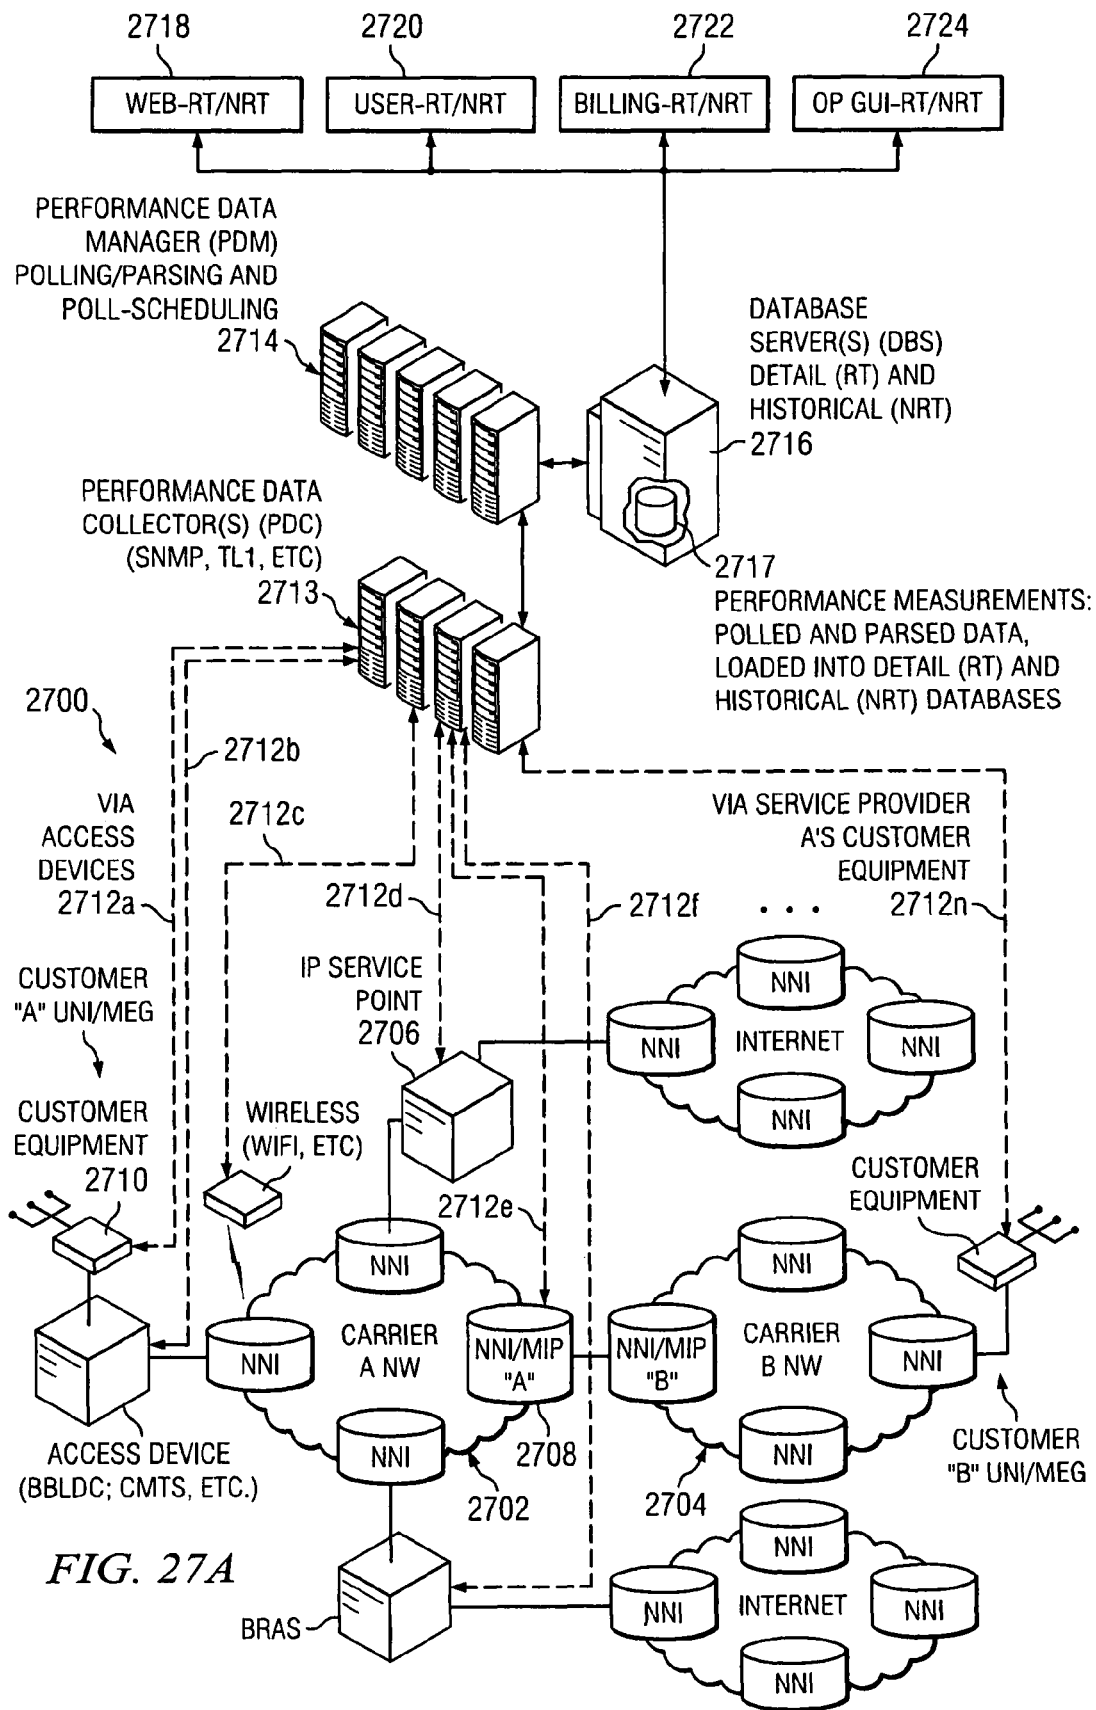 2718
2720
2722
2724
WEB-RT/NRT
USER-RT/NRT
BILLING-RT/NRT
OP GUI-RT/NRT
PERFORMANCE DATA
MANAGER (PDM)
POLLING/PARSING AND
POLL-SCHEDULING
2714
DATABASE
SERVER(S) (DBS)
DETAIL (RT) AND
HISTORICAL (NRT)
2716
PERFORMANCE DATA
COLLECTOR(S) (PDC)
(SNMP, TL1, ETC)
2713
2717
PERFORMANCE MEASUREMENTS:
POLLED AND PARSED DATA,
LOADED INTO DETAIL (RT) AND
HISTORICAL (NRT) DATABASES
2700
2712b
VIA
ACCESS
DEVICES
2712a
2712c
2712d
VIA SERVICE PROVIDER
A'S CUSTOMER
EQUIPMENT
2712n
2712f
. . .
CUSTOMER
"A" UNI/MEG
IP SERVICE
POINT
2706
NNI
NNI
INTERNET
NNI
NNI
CUSTOMER
EQUIPMENT
2710
WIRELESS
(WIFI, ETC)
2712e
CUSTOMER
EQUIPMENT
NNI
NNI
CARRIER
A NW
NNI/MIP
"A"
NNI
2708
2702
NNI
NNI/MIP
"B"
CARRIER
B NW
NNI
NNI
2704
CUSTOMER
"B" UNI/MEG
ACCESS DEVICE
(BBLDC; CMTS, ETC.)
BRAS
NNI
NNI
INTERNET
NNI
NNI
FIG. 27A